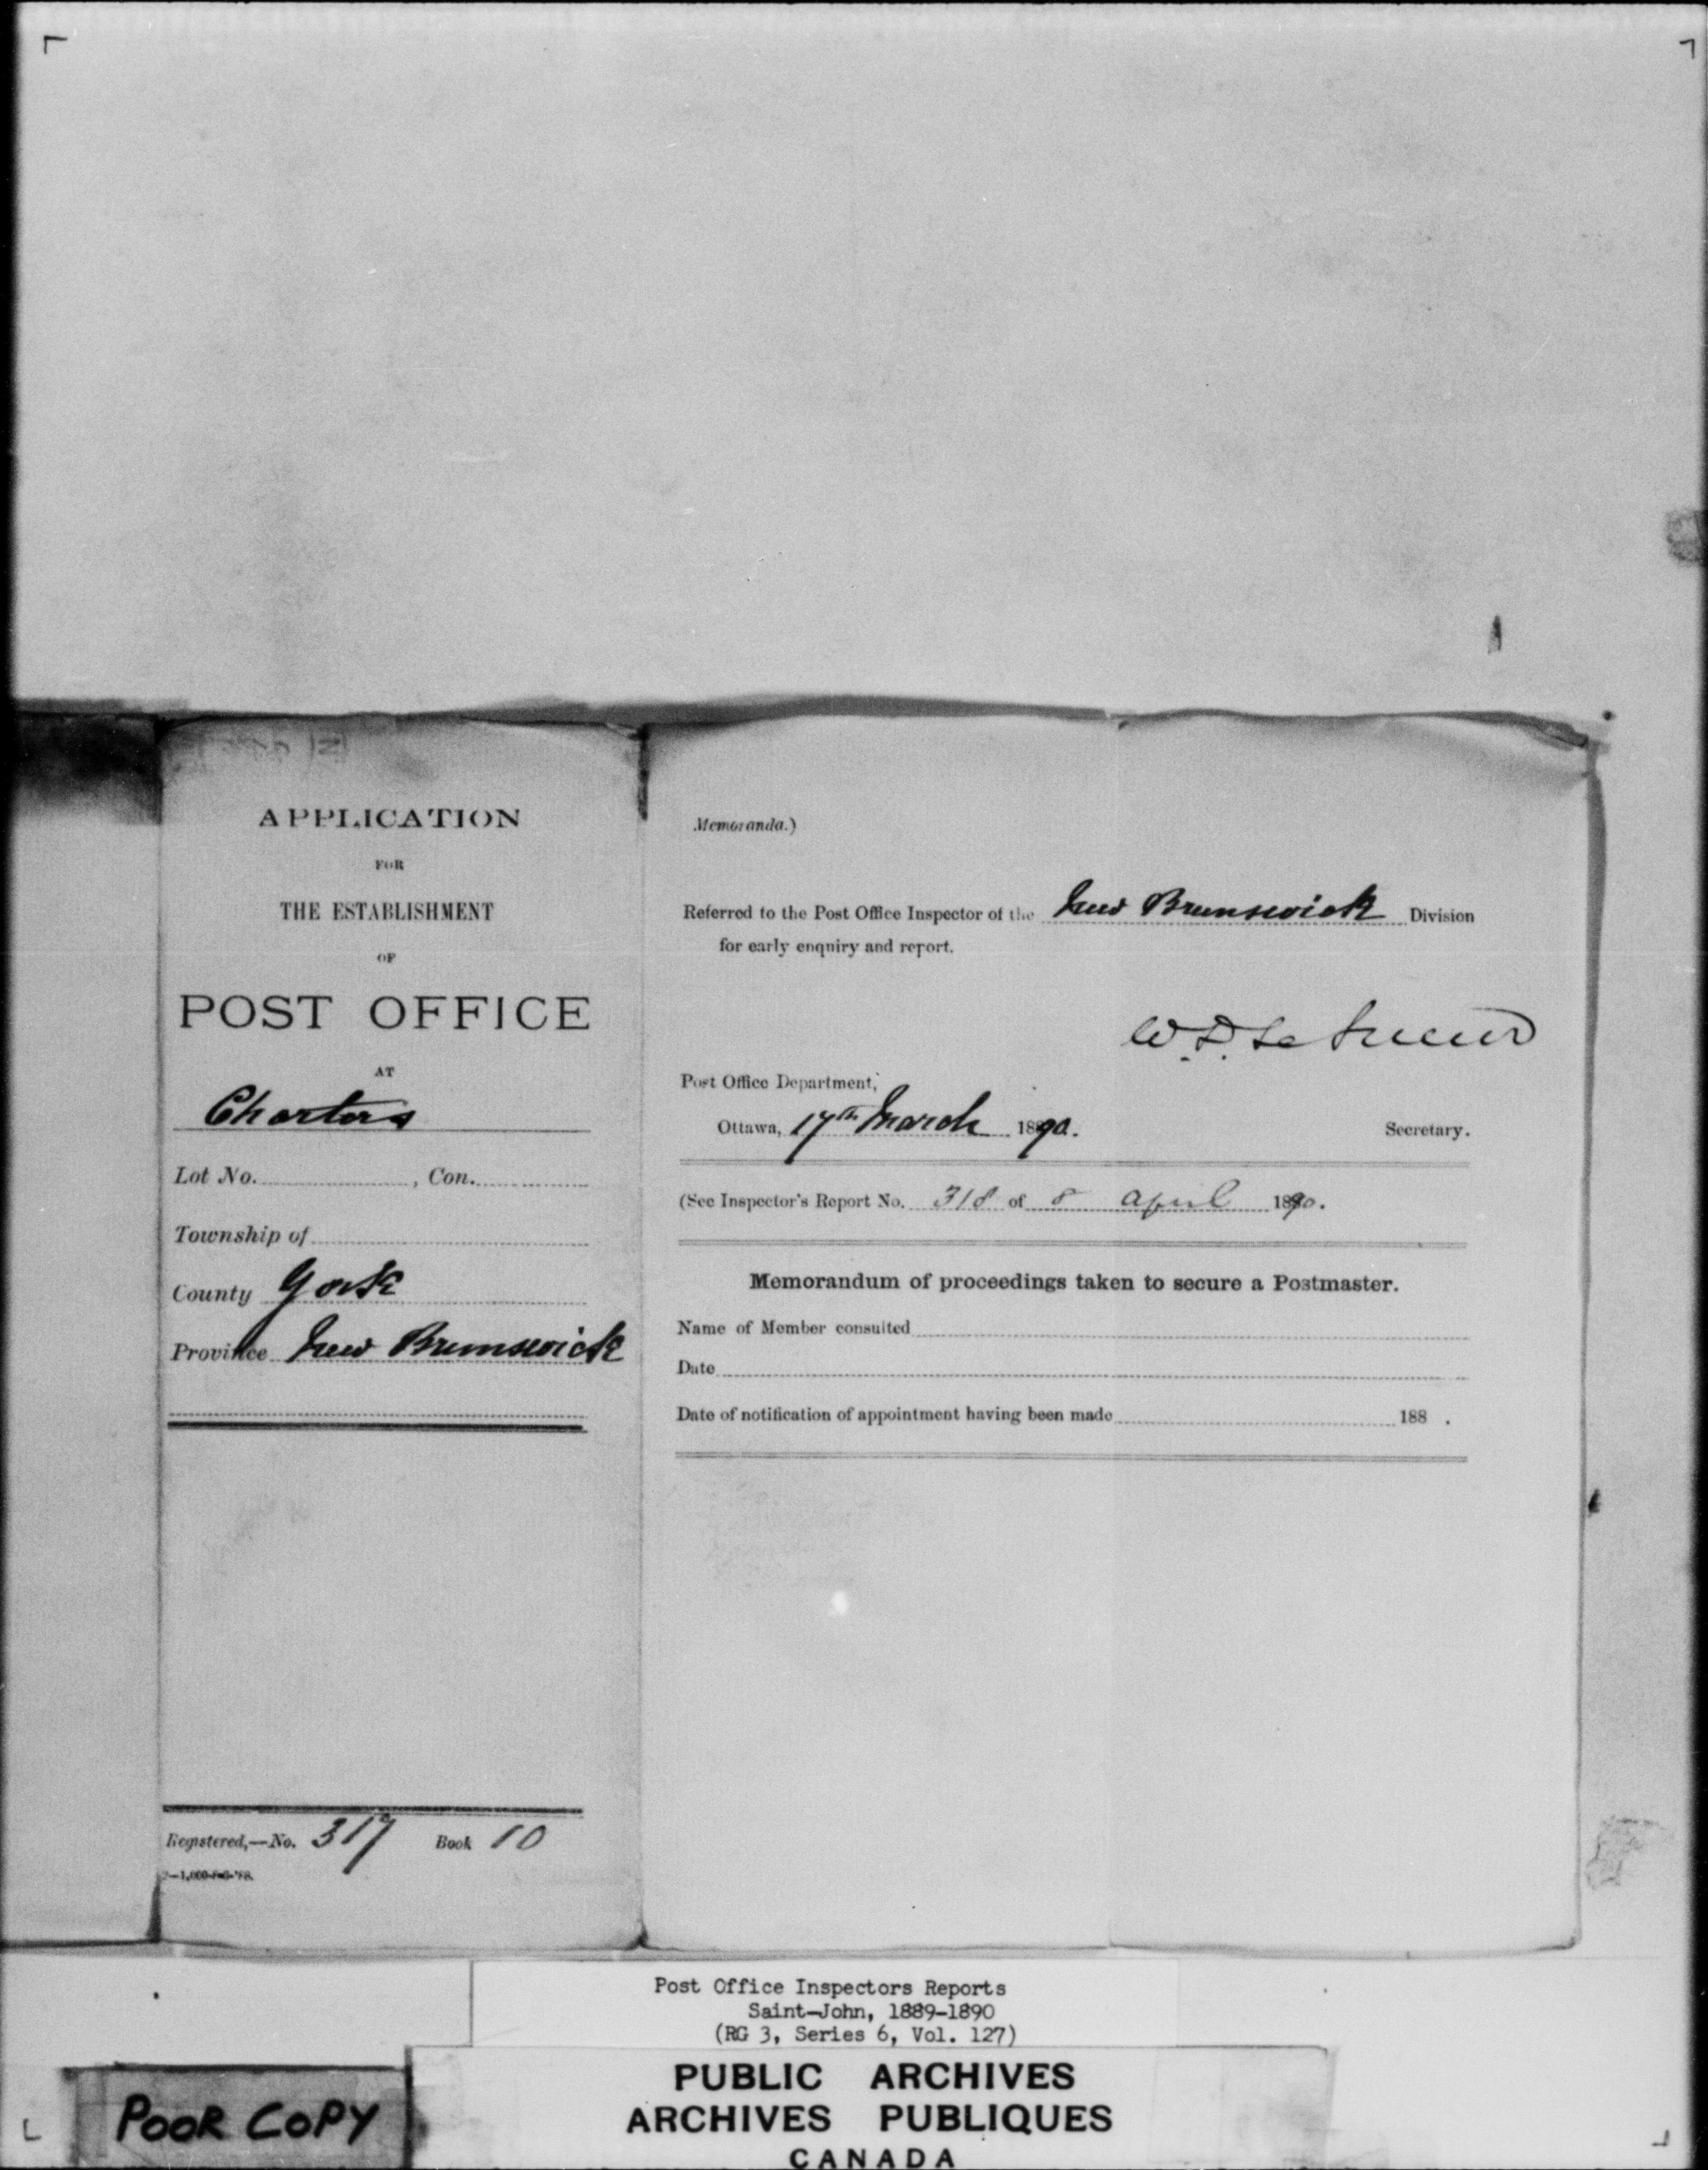 APPLICATION
FOR
THE ESTABLISHMENT
OF
POST OFFICE
AT
Charters
Lot No. , Con.
Township of
County York
Province New Brunswick
Registered,—No. 317 Book 10
Memoranda.)
Referred to the Post Office Inspector of the New Brunswick Division
for early enquiry and report.
W. D. Le Sueur
Post Office Department,
Ottawa, 17th March 1890.
Secretary.
(See Inspector's Report No. 318 of 8 April 1890.
Memorandum of proceedings taken to secure a Postmaster.
Name of Member consulted
Date
Date of notification of appointment having been made 188 .
Post Office Inspectors Reports
Saint-John, 1889-1890
(RG 3, Series 6, Vol. 127)
PUBLIC ARCHIVES
ARCHIVES PUBLIQUES
CANADA
POOR COPY